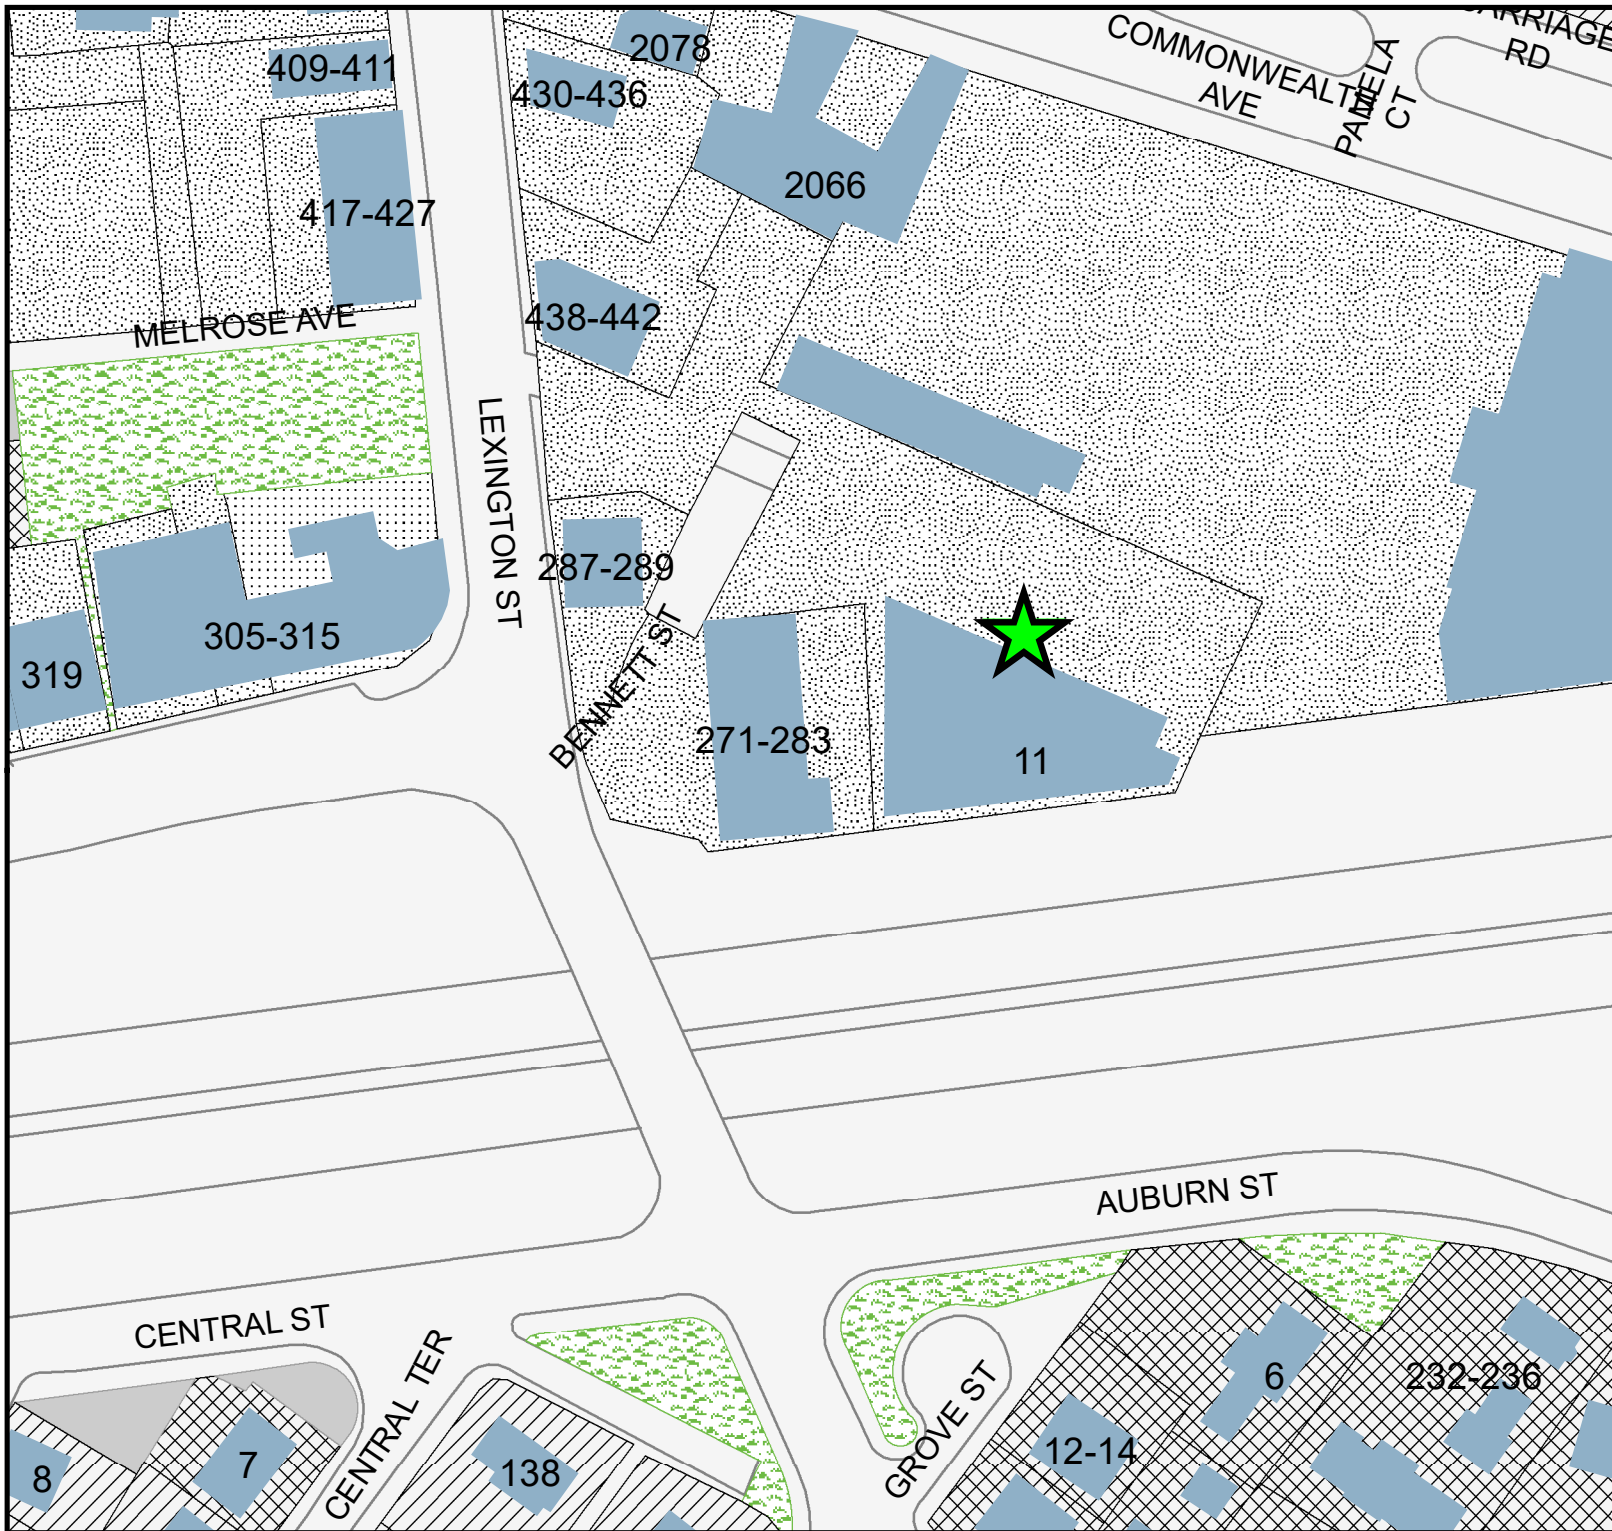 2078
409-411
430-436
COMMONWEALTH
AVE
PAMELA
CT
CARRIAGE
RD
2066
417-427
438-442
MELROSE AVE
LEXINGTON ST
287-289
305-315
319
BENNETT ST
271-283
11
AUBURN ST
CENTRAL ST
CENTRAL TER
GROVE ST
6
232-236
12-14
7
8
138